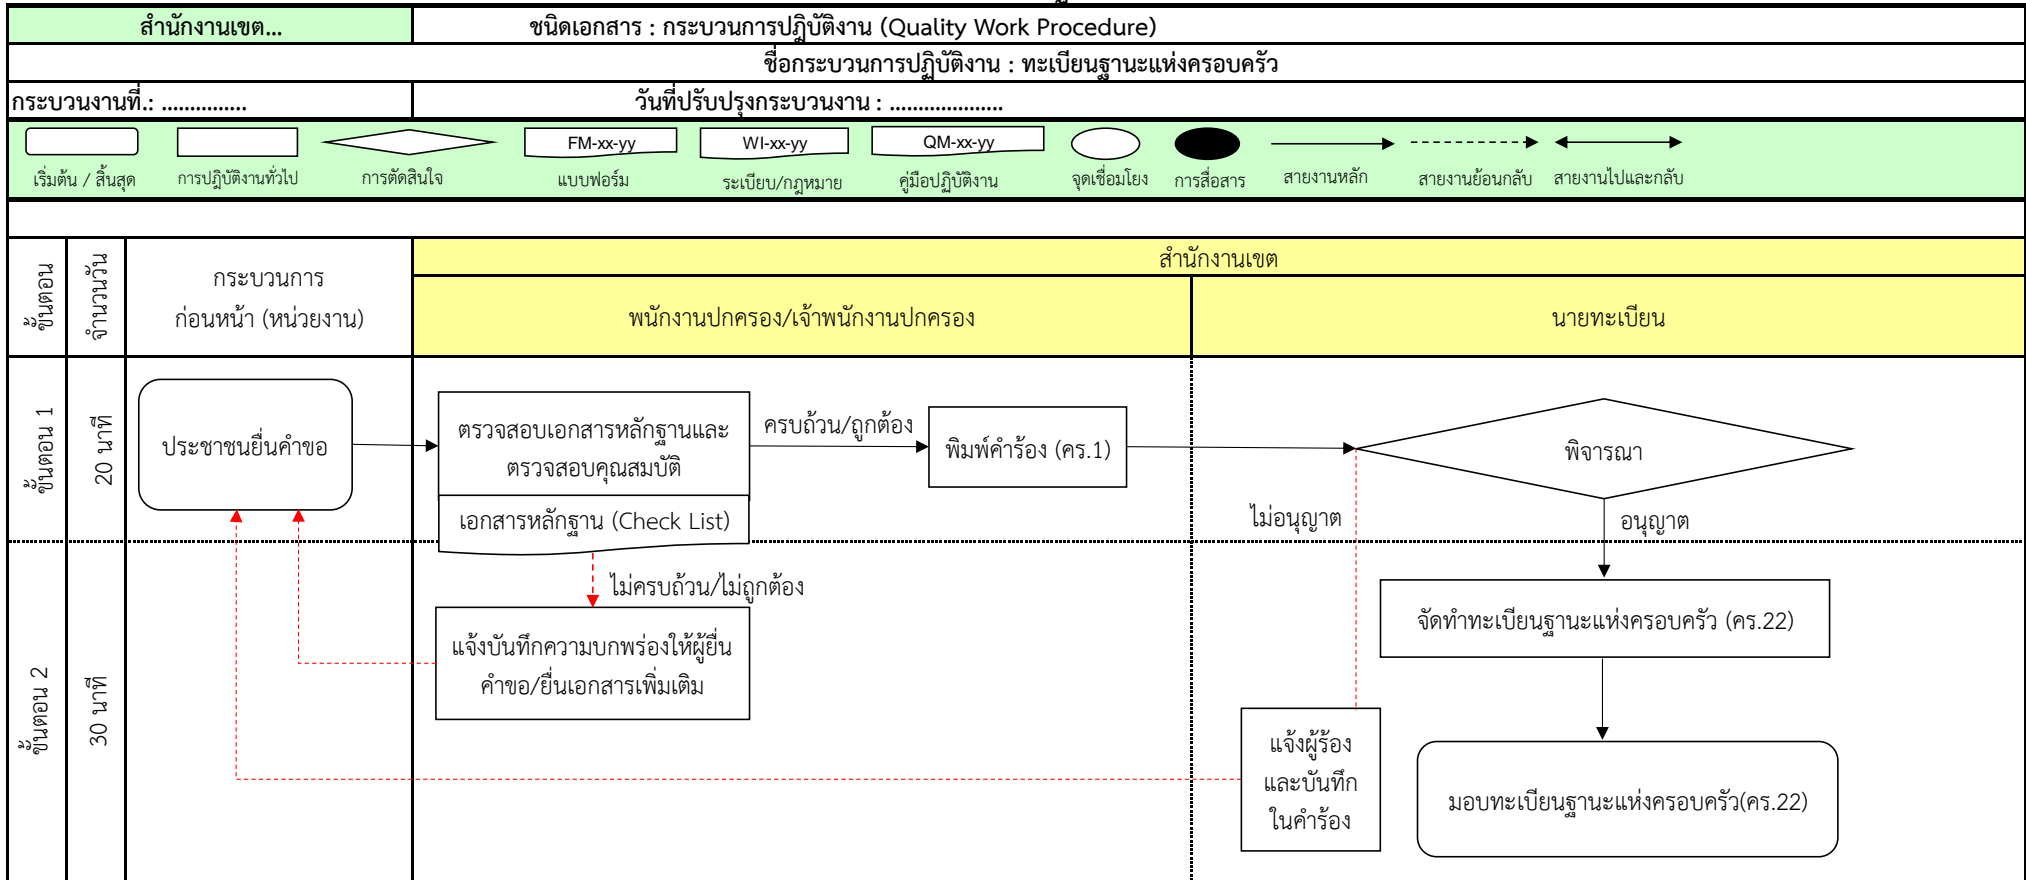 สำนักงานเขต...
ชนิดเอกสาร : กระบวนการปฏิบัติงาน (Quality Work Procedure)
ชื่อกระบวนการปฏิบัติงาน : ทะเบียนฐานะแห่งครอบครัว
กระบวนงานที่.: ..............
วันที่ปรับปรุงกระบวนงาน : ...................
FM-xx-yy
WI-xx-yy
QM-xx-yy
เริ่มต้น / สิ้นสุด
การปฏิบัติงานทั่วไป
การตัดสินใจ
แบบฟอร์ม
ระเบียบ/กฎหมาย
คู่มือปฏิบัติงาน
จุดเชื่อมโยง
การสื่อสาร
สายงานหลัก
สายงานย้อนกลับ
สายงานไปและกลับ
ขั้นตอน
จำนวนวัน
กระบวนการ
ก่อนหน้า (หน่วยงาน)
สำนักงานเขต
พนักงานปกครอง/เจ้าพนักงานปกครอง
นายทะเบียน
ขั้นตอน 1
20 นาที
ประชาชนยื่นคำขอ
ตรวจสอบเอกสารหลักฐานและ
ตรวจสอบคุณสมบัติ
เอกสารหลักฐาน (Check List)
ครบถ้วน/ถูกต้อง
พิมพ์คำร้อง (คร.1)
พิจารณา
ไม่อนุญาต
อนุญาต
ขั้นตอน 2
30 นาที
ไม่ครบถ้วน/ไม่ถูกต้อง
แจ้งบันทึกความบกพร่องให้ผู้ยื่น
คำขอ/ยื่นเอกสารเพิ่มเติม
จัดทำทะเบียนฐานะแห่งครอบครัว (คร.22)
แจ้งผู้ร้อง
และบันทึก
ในคำร้อง
มอบทะเบียนฐานะแห่งครอบครัว(คร.22)